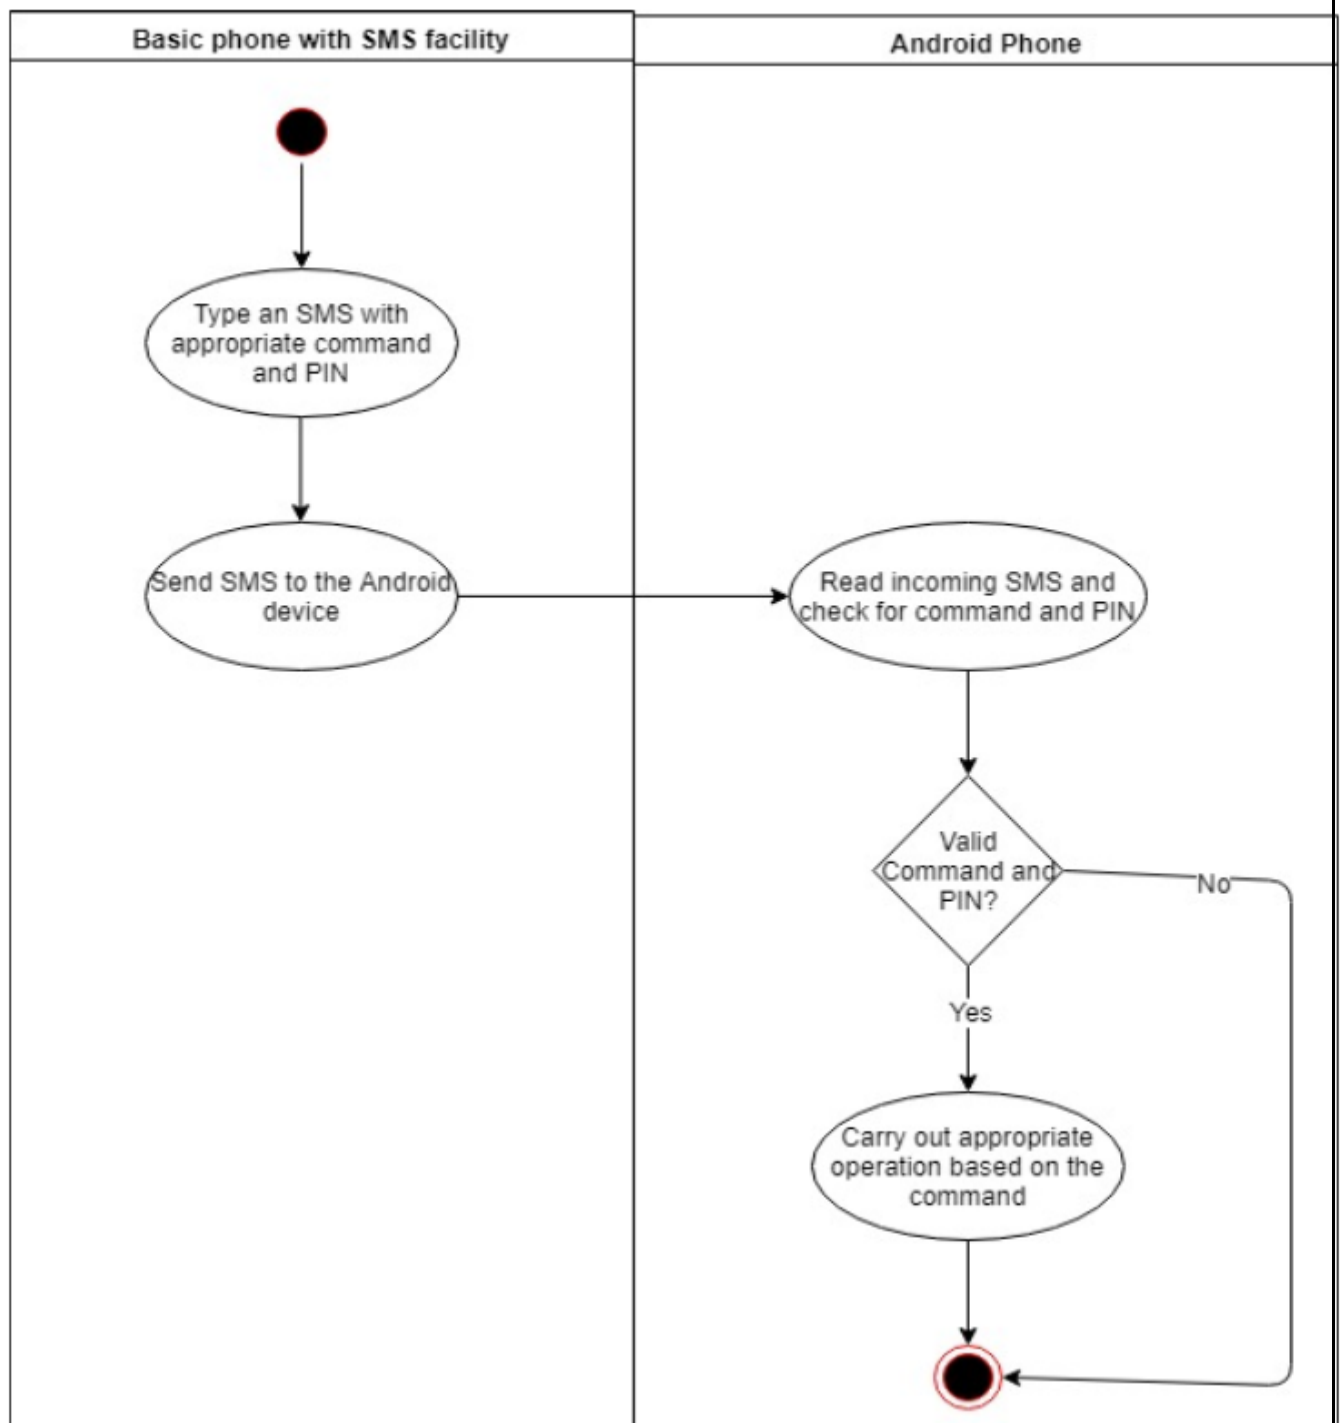 Basic phone with SMS facility
Android Phone
Type an SMS with
appropriate command
and PIN
Send SMS to the Android
device
Read incoming SMS and
check for command and PIN
Valid
Command and
PIN?
No
Yes
Carry out appropriate
operation based on the
command